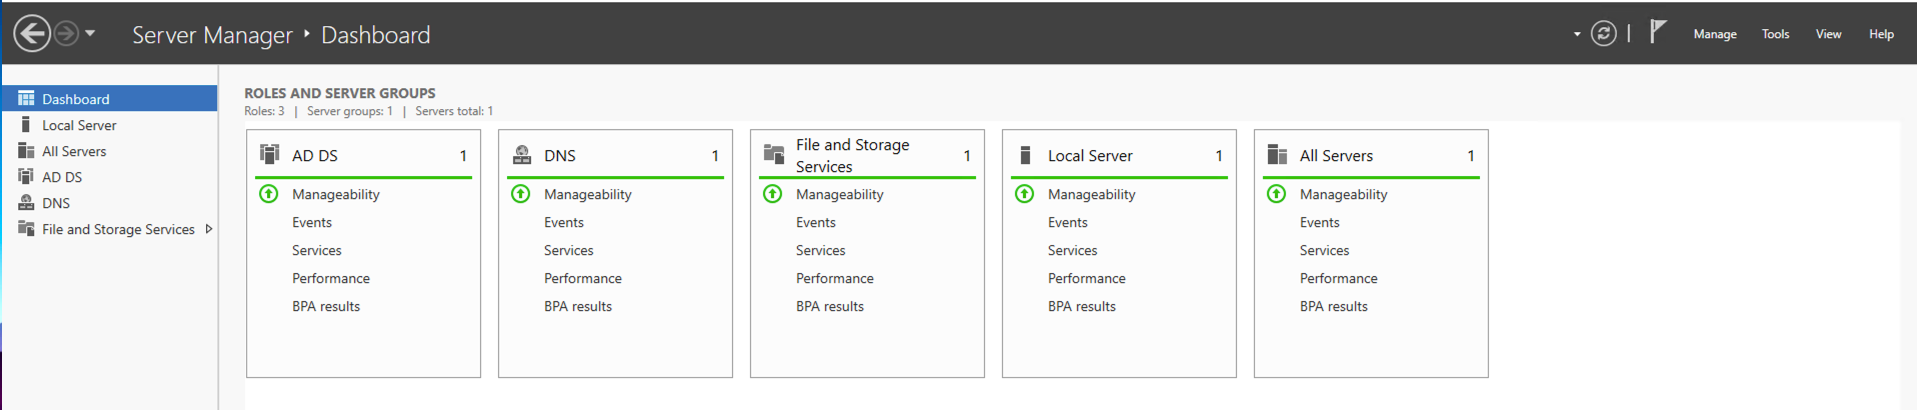 Server Manager ‣ Dashboard
Manage Tools View Help
Dashboard
Local Server
All Servers
AD DS
DNS
File and Storage Services
ROLES AND SERVER GROUPS
Roles: 3 | Server groups: 1 | Servers total: 1
AD DS 1
Manageability
Events
Services
Performance
BPA results
DNS 1
Manageability
Events
Services
Performance
BPA results
File and Storage
Services 1
Manageability
Events
Services
Performance
BPA results
Local Server 1
Manageability
Events
Services
Performance
BPA results
All Servers 1
Manageability
Events
Services
Performance
BPA results